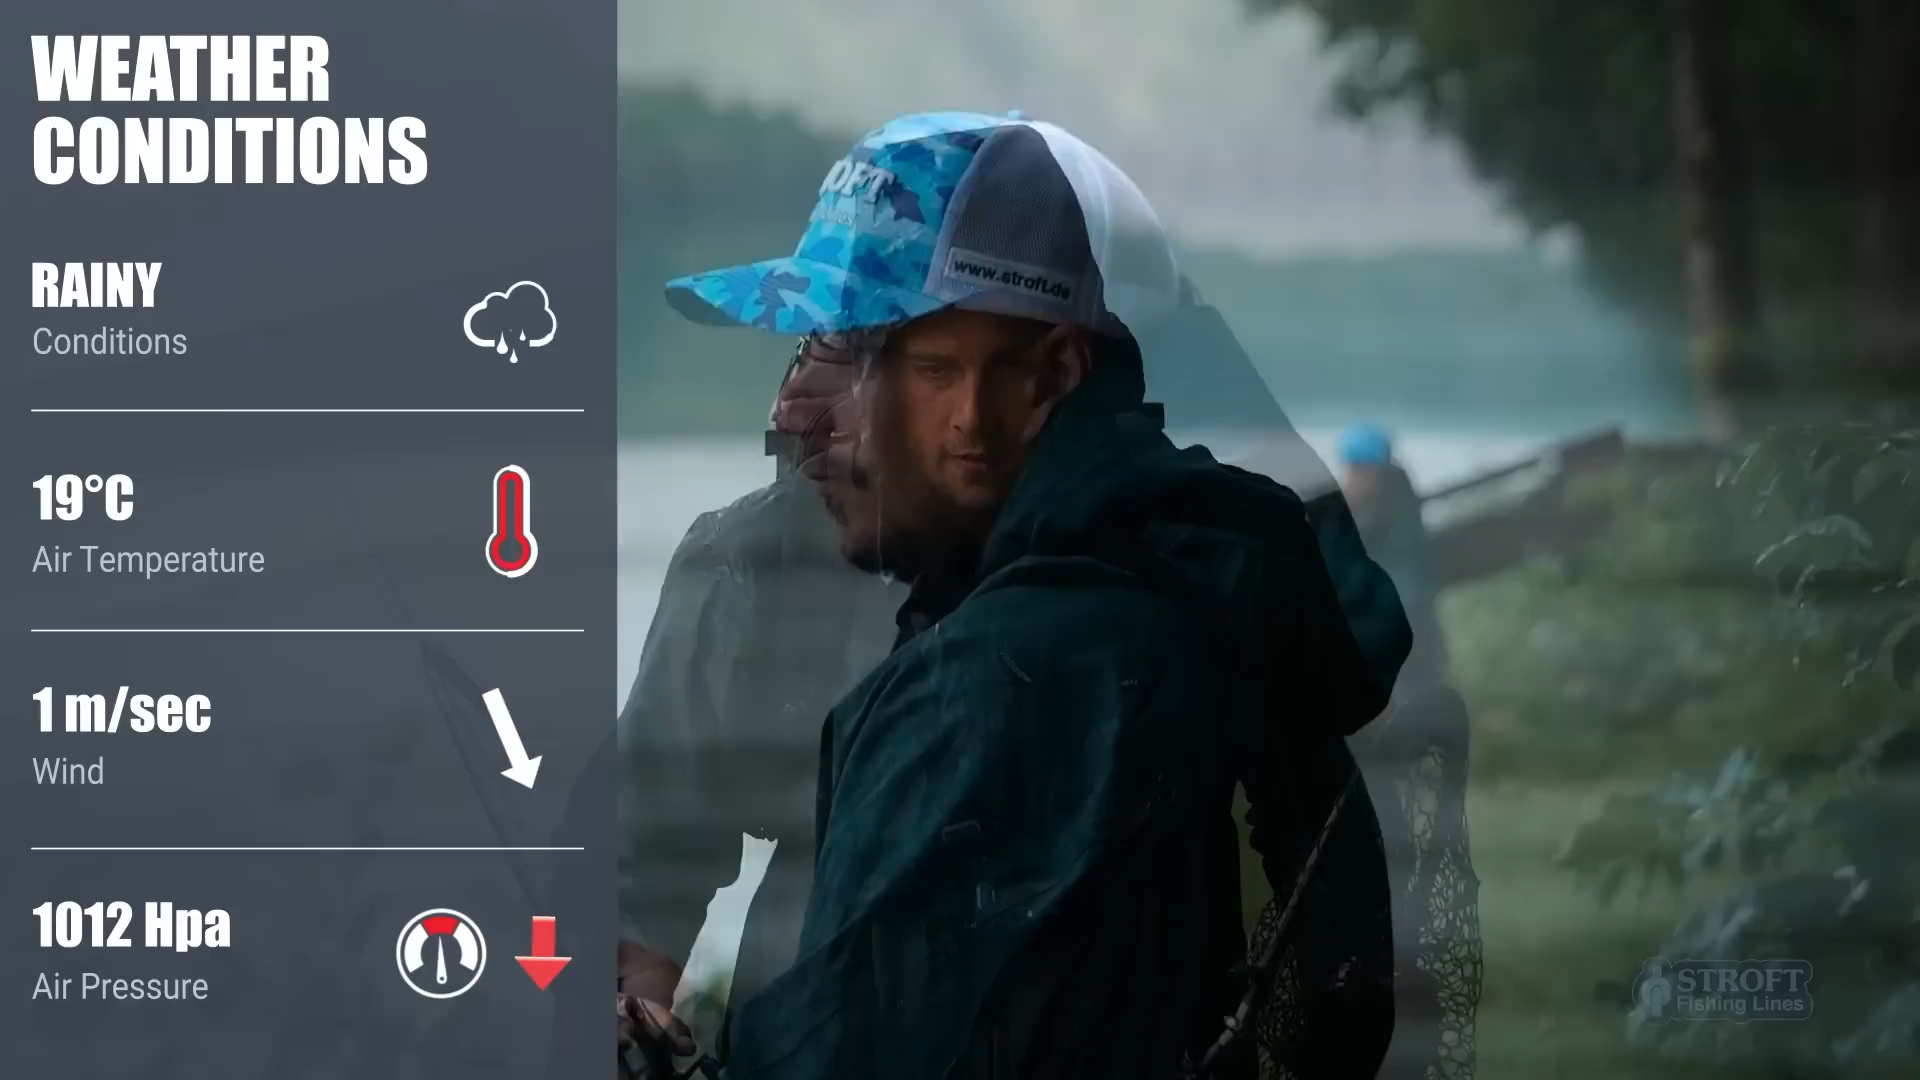 WEATHER
CONDITIONS
RAINY
Conditions
19°C
Air Temperature
1 m/sec
Wind
1012 Hpa
Air Pressure
www.stroft.de
STROFT
Fishing Lines